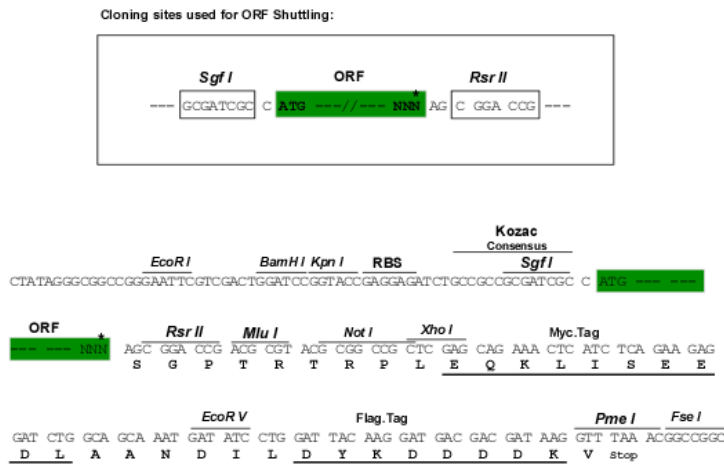 Cloning sites used for ORF Shuttling:
Sgf I ORF Rsr II
*
--- GCGATCGC C ATG ---//--- NNN AG C GGA CCG ---
Kozac
Consensus
EcoR I BamH I Kpn I RBS Sgf I
CTATAGGGCGGCCGGGAATTCGTCGACTGGATCCGGTACCGAGGAGATCTGCCGCCGCGATCGC C ATG --- ---
ORF * Rsr II Mlu I Not I Xho I Myc.Tag
--- --- NNN AGC GGA CCG ACG CGT ACG CGG CCG CTC GAG CAG AAA CTC ATC TCA GAA GAG
S G P T R T R P L E Q K L I S E E
EcoR V Flag.Tag Pme I Fse I
GAT CTG GCA GCA AAT GAT ATC CTG GAT TAC AAG GAT GAC GAC GATAAG GTT TAA ACGGCCGGC
D L A A N D I L D Y K D D D D K V Stop